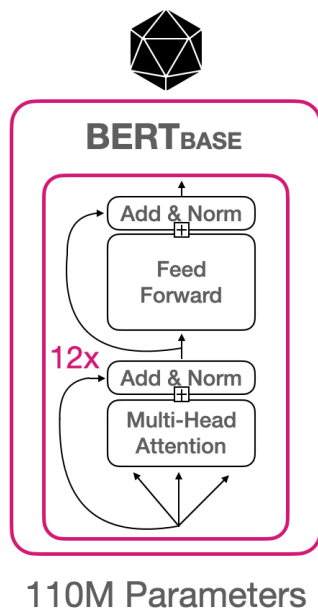 BERTBASE
Add & Norm
Feed
Forward
12x
Add & Norm
Multi-Head
Attention
110M Parameters